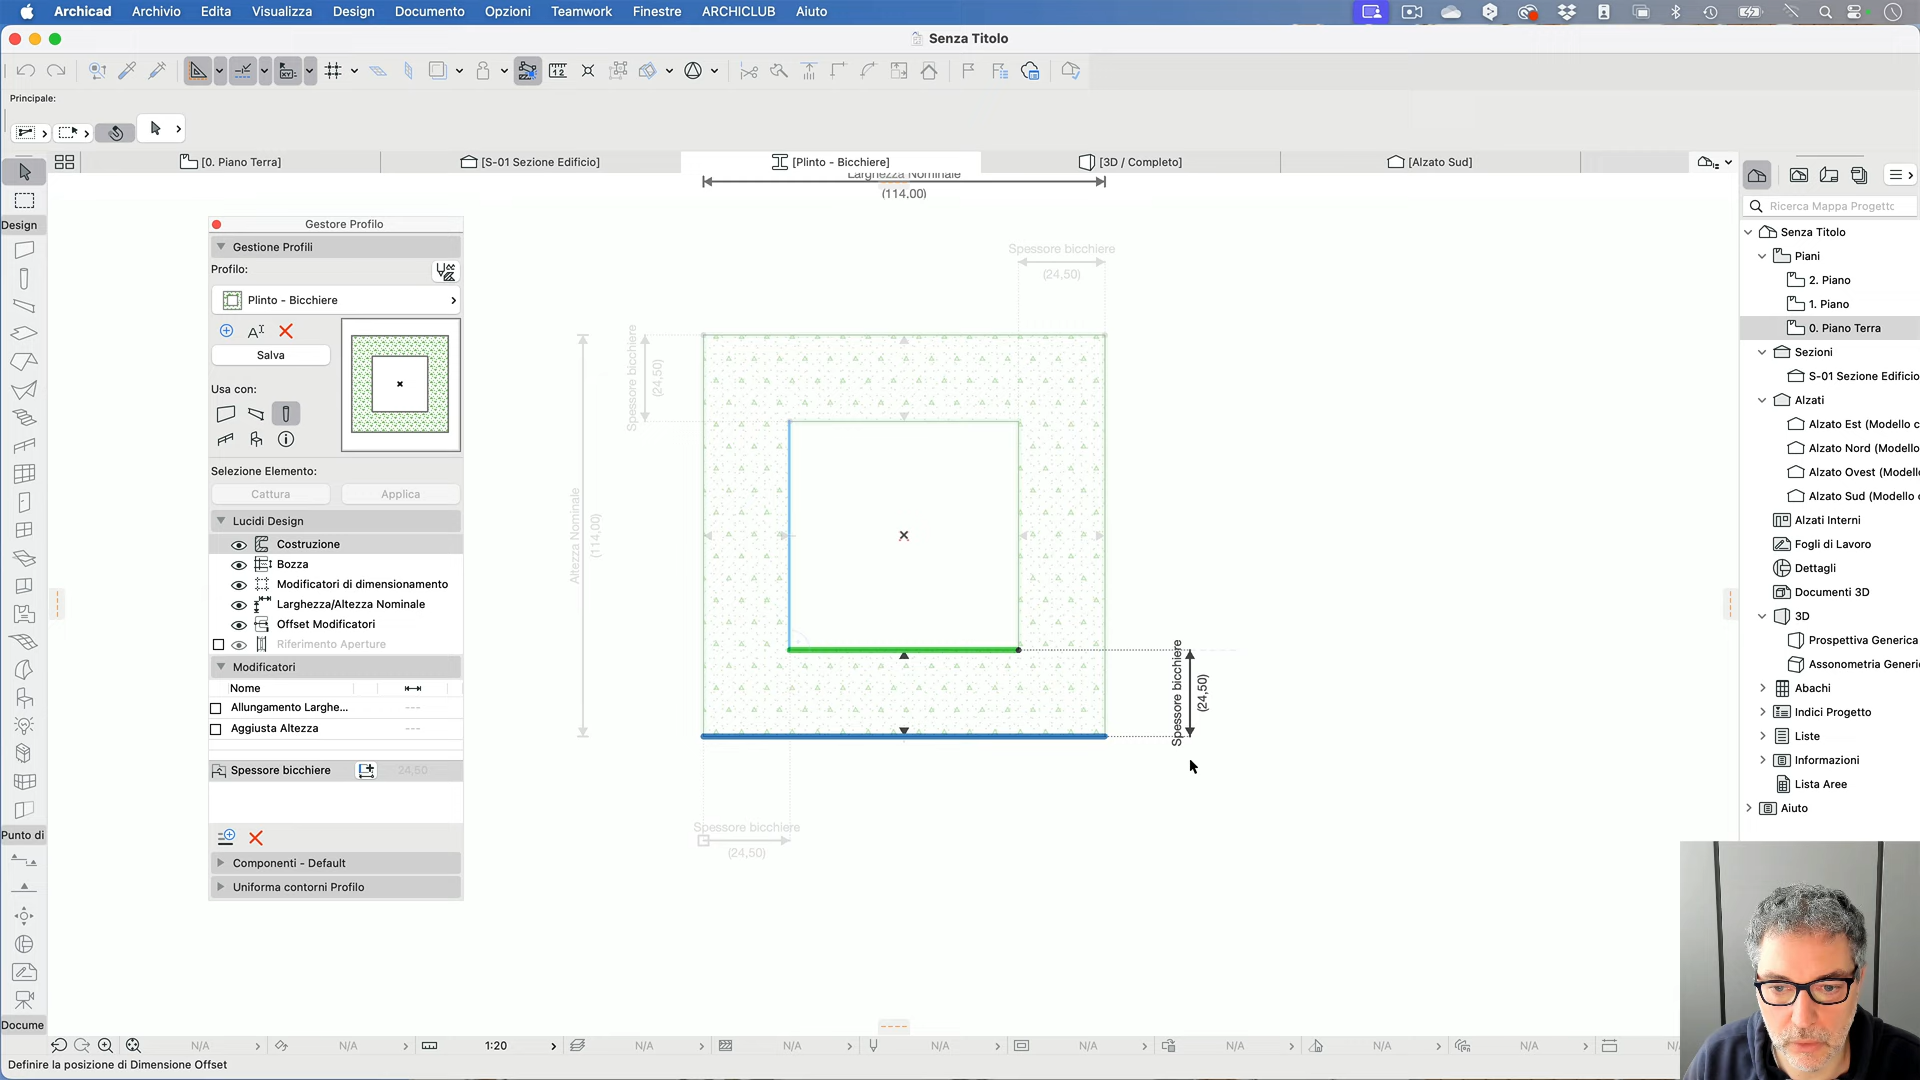 Archicad Archivio Edita Visualizza Design Documento Opzioni Teamwork Finestre ARCHICLUB Aiuto
Senza Titolo
Principale:
[0. Piano Terra]
[S-01 Sezione Edificio]
[Plinto - Bicchiere]
[3D / Completo]
[Alzato Sud]
Design
Punto di
Docume
Gestore Profilo
Gestione Profili
Profilo:
Plinto - Bicchiere
Salva
Usa con:
Selezione Elemento:
Cattura
Applica
Lucidi Design
Costruzione
Bozza
Modificatori di dimensionamento
Larghezza/Altezza Nominale
Offset Modificatori
Riferimento Aperture
Modificatori
Nome
Allungamento Larghe... ---
Aggiusta Altezza ---
Spessore bicchiere 24,50
Componenti - Default
Uniforma contorni Profilo
Larghezza Nominale
(114,00)
Spessore bicchiere
(24,50)
Spessore bicchiere
(24,50)
Altezza Nominale
(114,00)
Spessore bicchiere
(24,50)
Spessore bicchiere
(24,50)
Ricerca Mappa Progetto
Senza Titolo
Piani
2. Piano
1. Piano
0. Piano Terra
Sezioni
S-01 Sezione Edificio
Alzati
Alzato Est (Modello c
Alzato Nord (Modello
Alzato Ovest (Modell
Alzato Sud (Modello c
Alzati Interni
Fogli di Lavoro
Dettagli
Documenti 3D
3D
Prospettiva Generica
Assonometria Generi
Abachi
Indici Progetto
Liste
Informazioni
Lista Aree
Aiuto
N/A N/A 1:20 N/A N/A N/A N/A N/A N/A N/A N/
Definire la posizione di Dimensione Offset